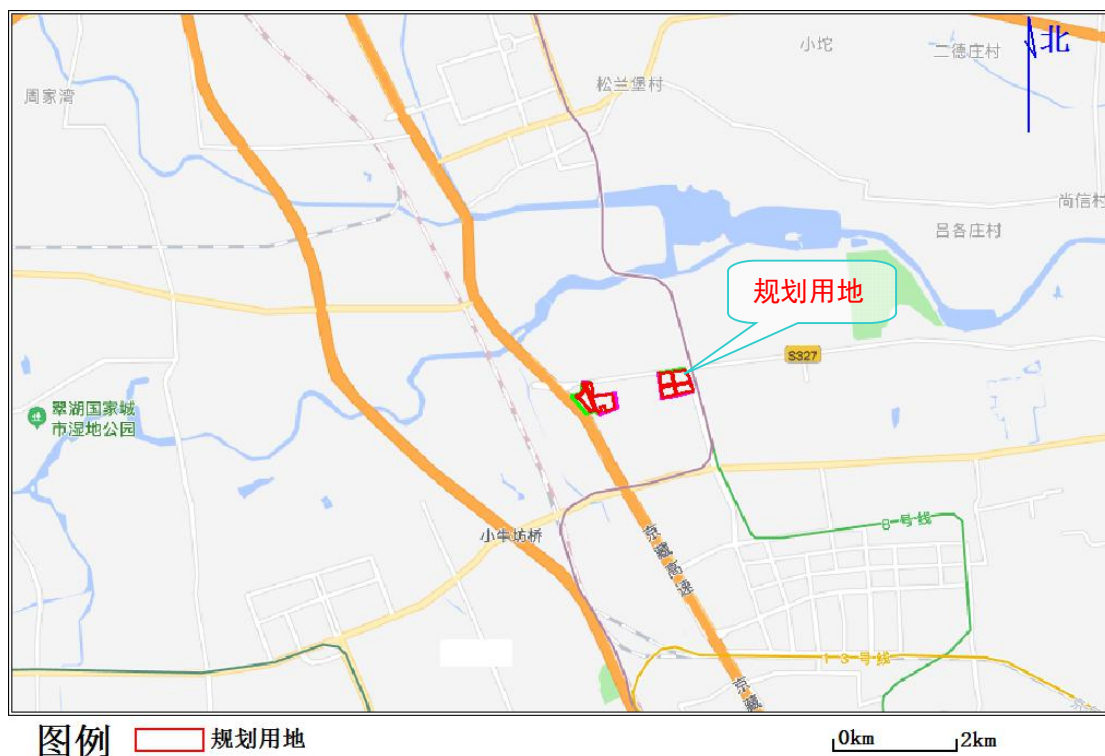 北
小坨
二德庄村
松兰堡村
周家湾
尚信村
吕各庄村
规划用地
S327
翠湖国家城
市湿地公园
8号线
小牛坊桥
京藏高速
13号线
京藏
京
图例
规划用地
0km
2km